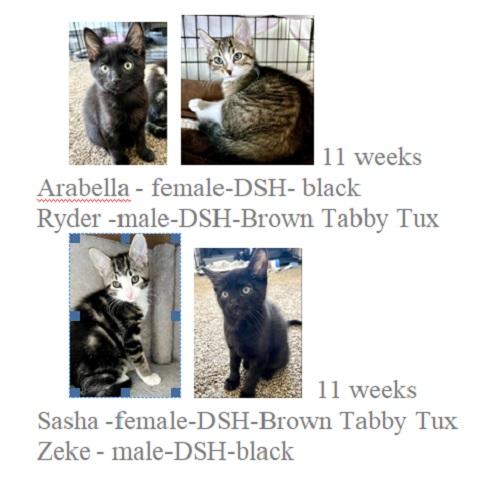 11 weeks
Arabella - female-DSH- black
Ryder -male-DSH-Brown Tabby Tux
11 weeks
Sasha -female-DSH-Brown Tabby Tux
Zeke - male-DSH-black